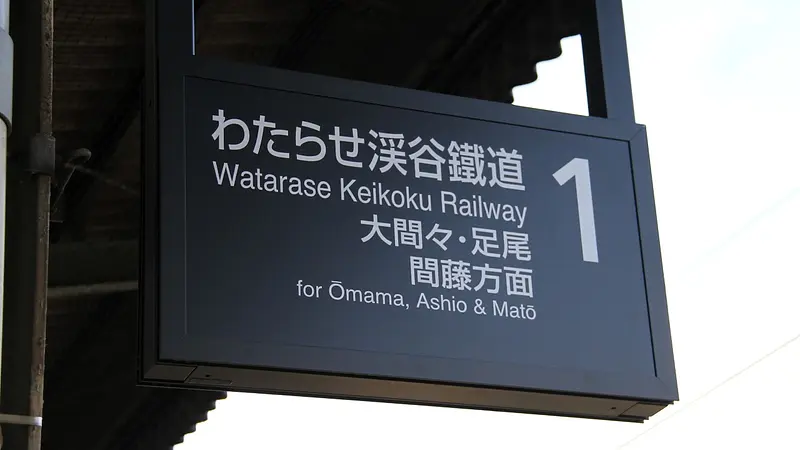 わたらせ渓谷鐵道
Watarase Keikoku Railway
大間々・足尾
間藤方面
for Ōmama, Ashio & Matō
1